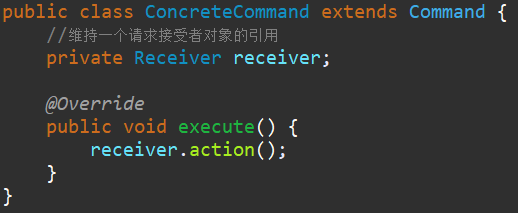 public class ConcreteCommand extends Command {
    //维持一个请求接受者对象的引用
    private Receiver receiver;

    @Override
    public void execute() {
        receiver.action();
    }
}